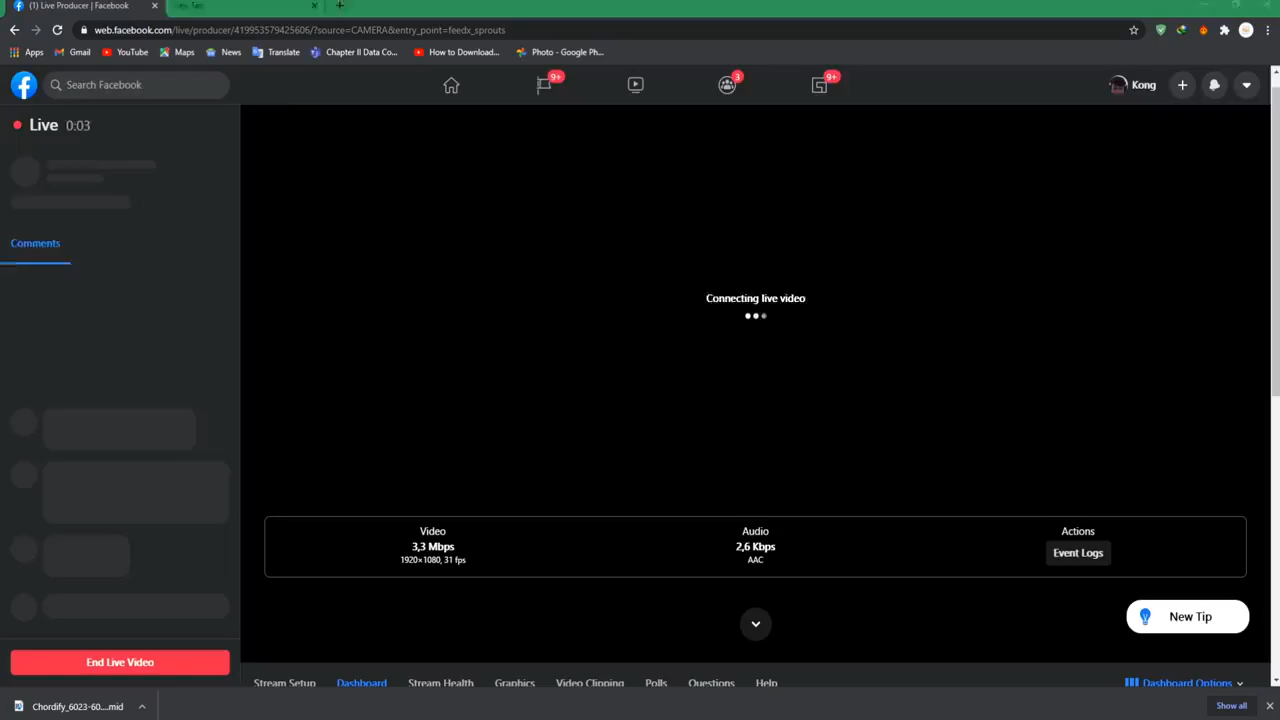 (1) Live Producer | Facebook
web.facebook.com/live/producer/419953579425606/?source=CAMERA&entry_point=feedx_sprouts
Apps Gmail YouTube Maps News Translate Chapter II Data Co... How to Download... Photo - Google Ph...
Search Facebook 9+ 3 9+ Kong
Live 0:03
Comments
Connecting live video
Video Audio Actions
3,3 Mbps 2,6 Kbps Event Logs
1920×1080, 31 fps AAC
New Tip
End Live Video
Stream Setup Dashboard Stream Health Graphics Video Clipping Polls Questions Help Dashboard Options
Chordify_6023-60....mid Show all